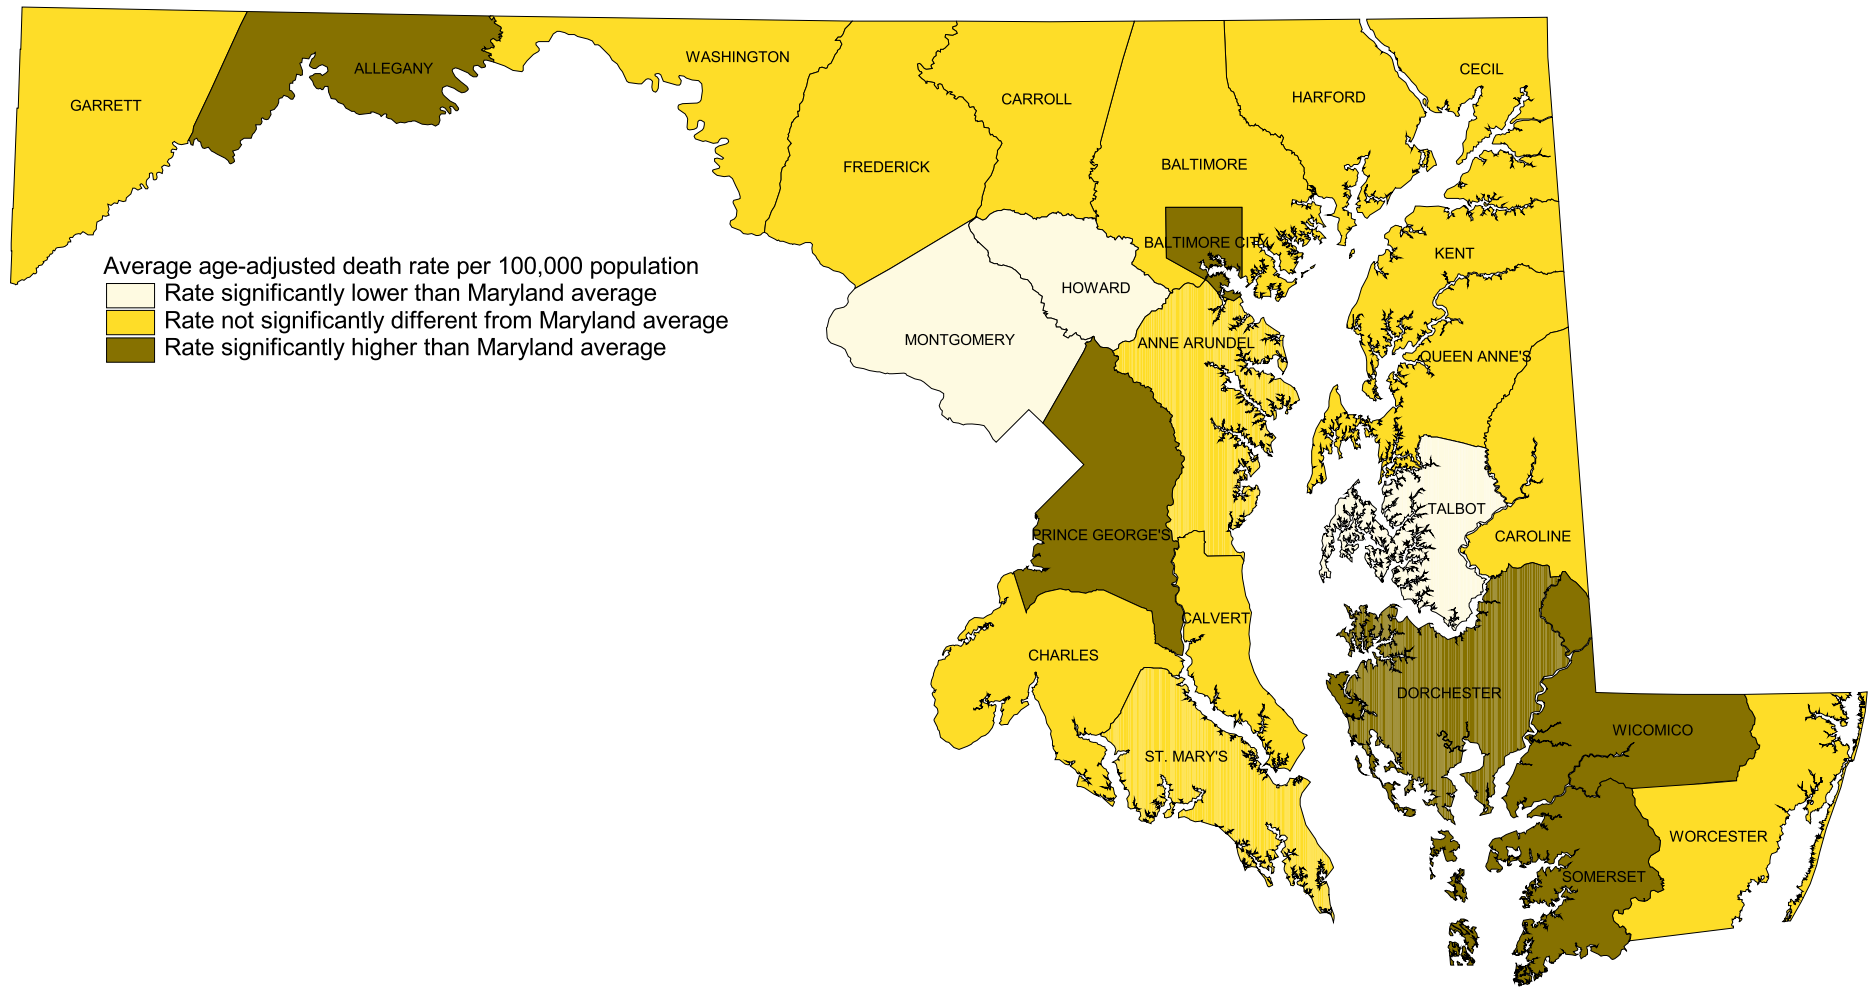 WASHINGTON
ALLEGANY
CECIL
GARRETT
CARROLL
HARFORD
FREDERICK
BALTIMORE
BALTIMORE CITY
KENT
Average age-adjusted death rate per 100,000 population
Rate significantly lower than Maryland average
Rate not significantly different from Maryland average
Rate significantly higher than Maryland average
HOWARD
MONTGOMERY
ANNE ARUNDEL
QUEEN ANNE'S
TALBOT
PRINCE GEORGE'S
CAROLINE
CALVERT
CHARLES
DORCHESTER
WICOMICO
ST. MARY'S
WORCESTER
SOMERSET